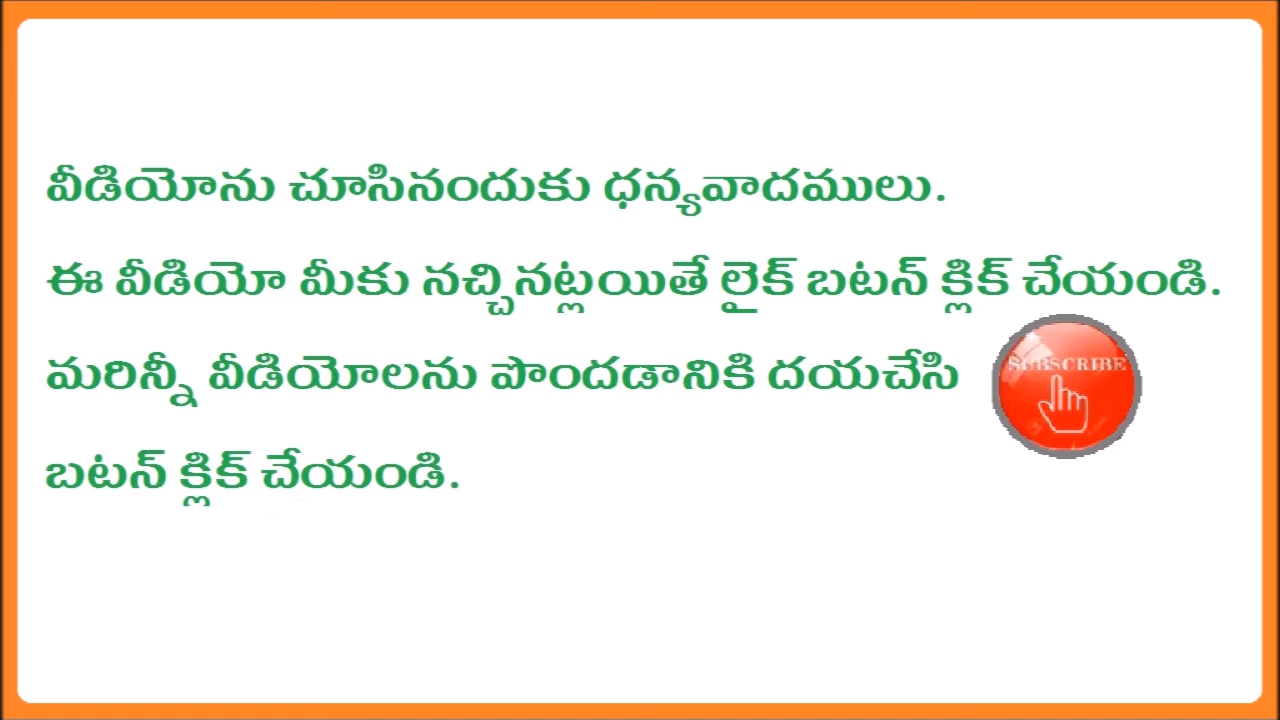 వీడియోను చూసినందుకు ధన్యవాదములు.
ఈ వీడియో మీకు నచ్చినట్లయితే లైక్ బటన్ క్లిక్ చేయండి.
మరిన్నీ వీడియోలను పొందడానికి దయచేసి
SUBSCRIBE
బటన్ క్లిక్ చేయండి.